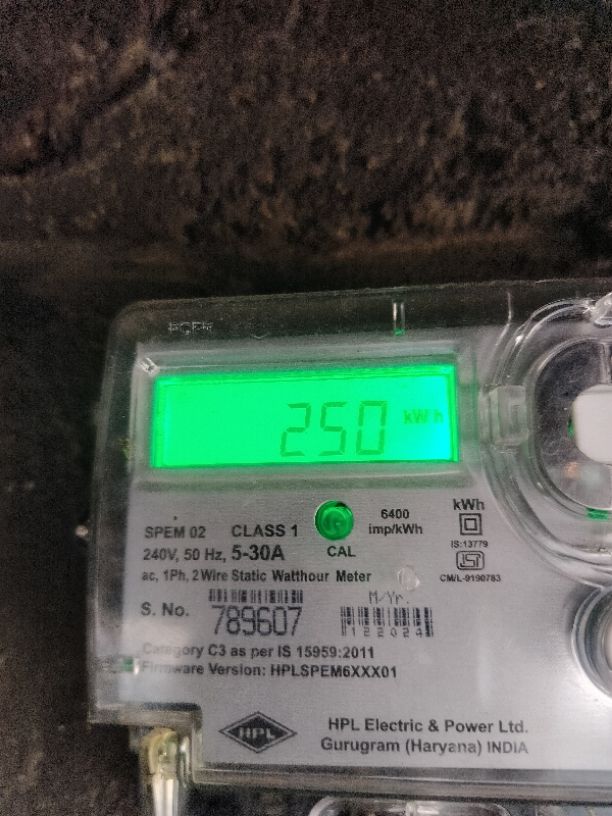 250 kWh
SPEM 02 CLASS 1
6400 imp/kWh
kWh
240V, 50 Hz, 5-30A
CAL
IS:13779
CM/L-9190783
ac, 1Ph, 2 Wire Static Watthour Meter
S. No. 789607
M/Yr.
122024
Category C3 as per IS 15959:2011
Firmware Version: HPLSPEM6XXX01
HPL
HPL Electric & Power Ltd.
Gurugram (Haryana) INDIA